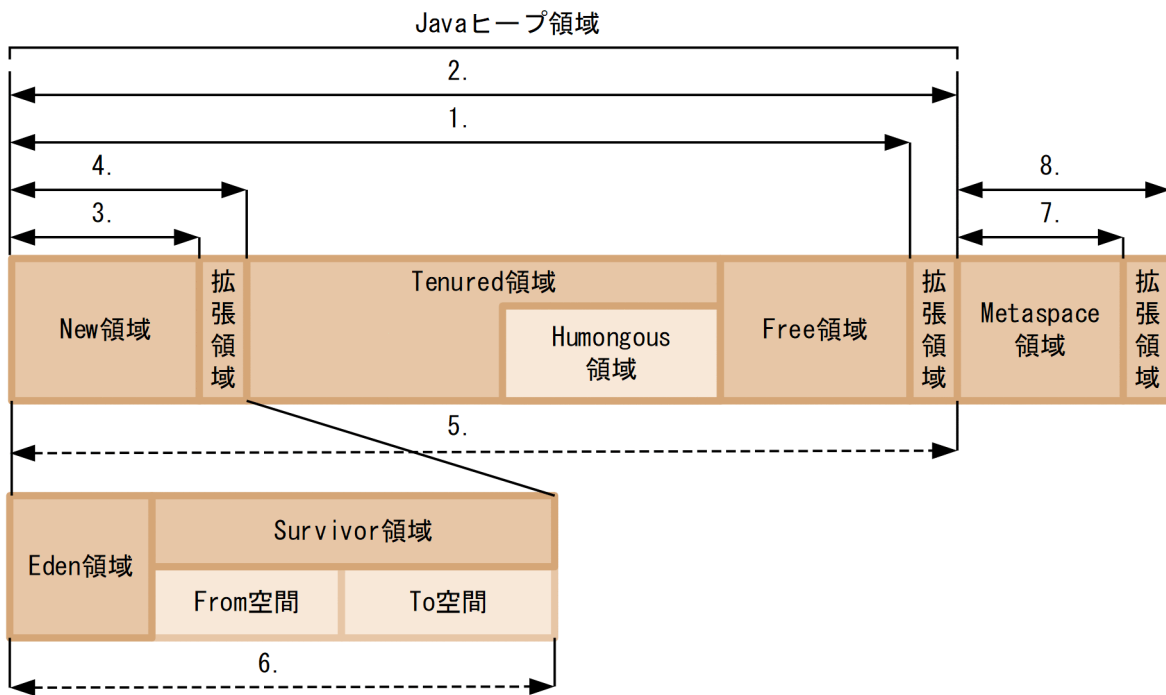 Javaヒープ領域
2.
1.
4.
8.
3.
7.
New領域
拡張領域
Tenured領域
Humongous
領域
Free領域
拡張領域
Metaspace
領域
拡張領域
5.
Eden領域
Survivor領域
From空間
To空間
6.